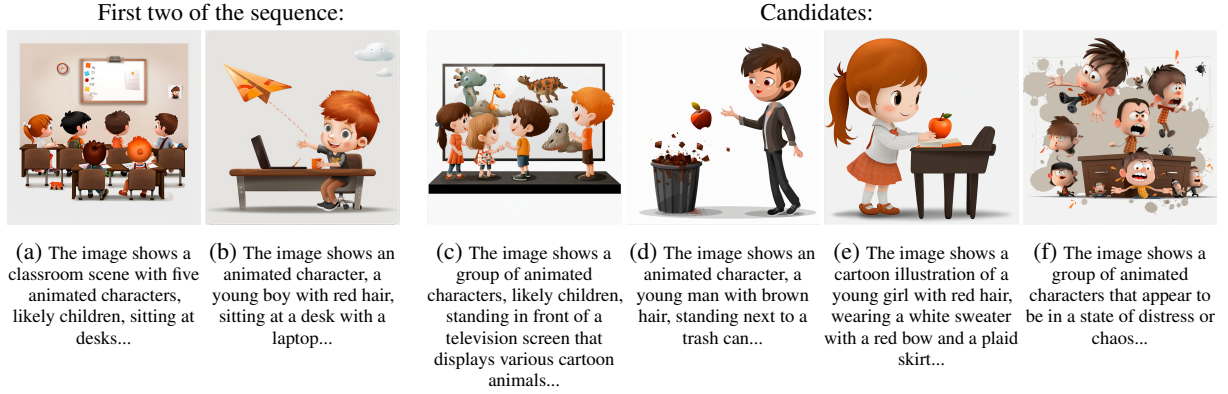 First two of the sequence:
Candidates:
(a) The image shows a
classroom scene with five
animated characters,
likely children, sitting at
desks...
(b) The image shows an
animated character, a
young boy with red hair,
sitting at a desk with a
laptop...
(c) The image shows a
group of animated
characters, likely children,
standing in front of a
television screen that
displays various cartoon
animals...
(d) The image shows an
animated character, a
young man with brown
hair, standing next to a
trash can...
(e) The image shows a
cartoon illustration of a
young girl with red hair,
wearing a white sweater
with a red bow and a plaid
skirt...
(f) The image shows a
group of animated
characters that appear to
be in a state of distress or
chaos...